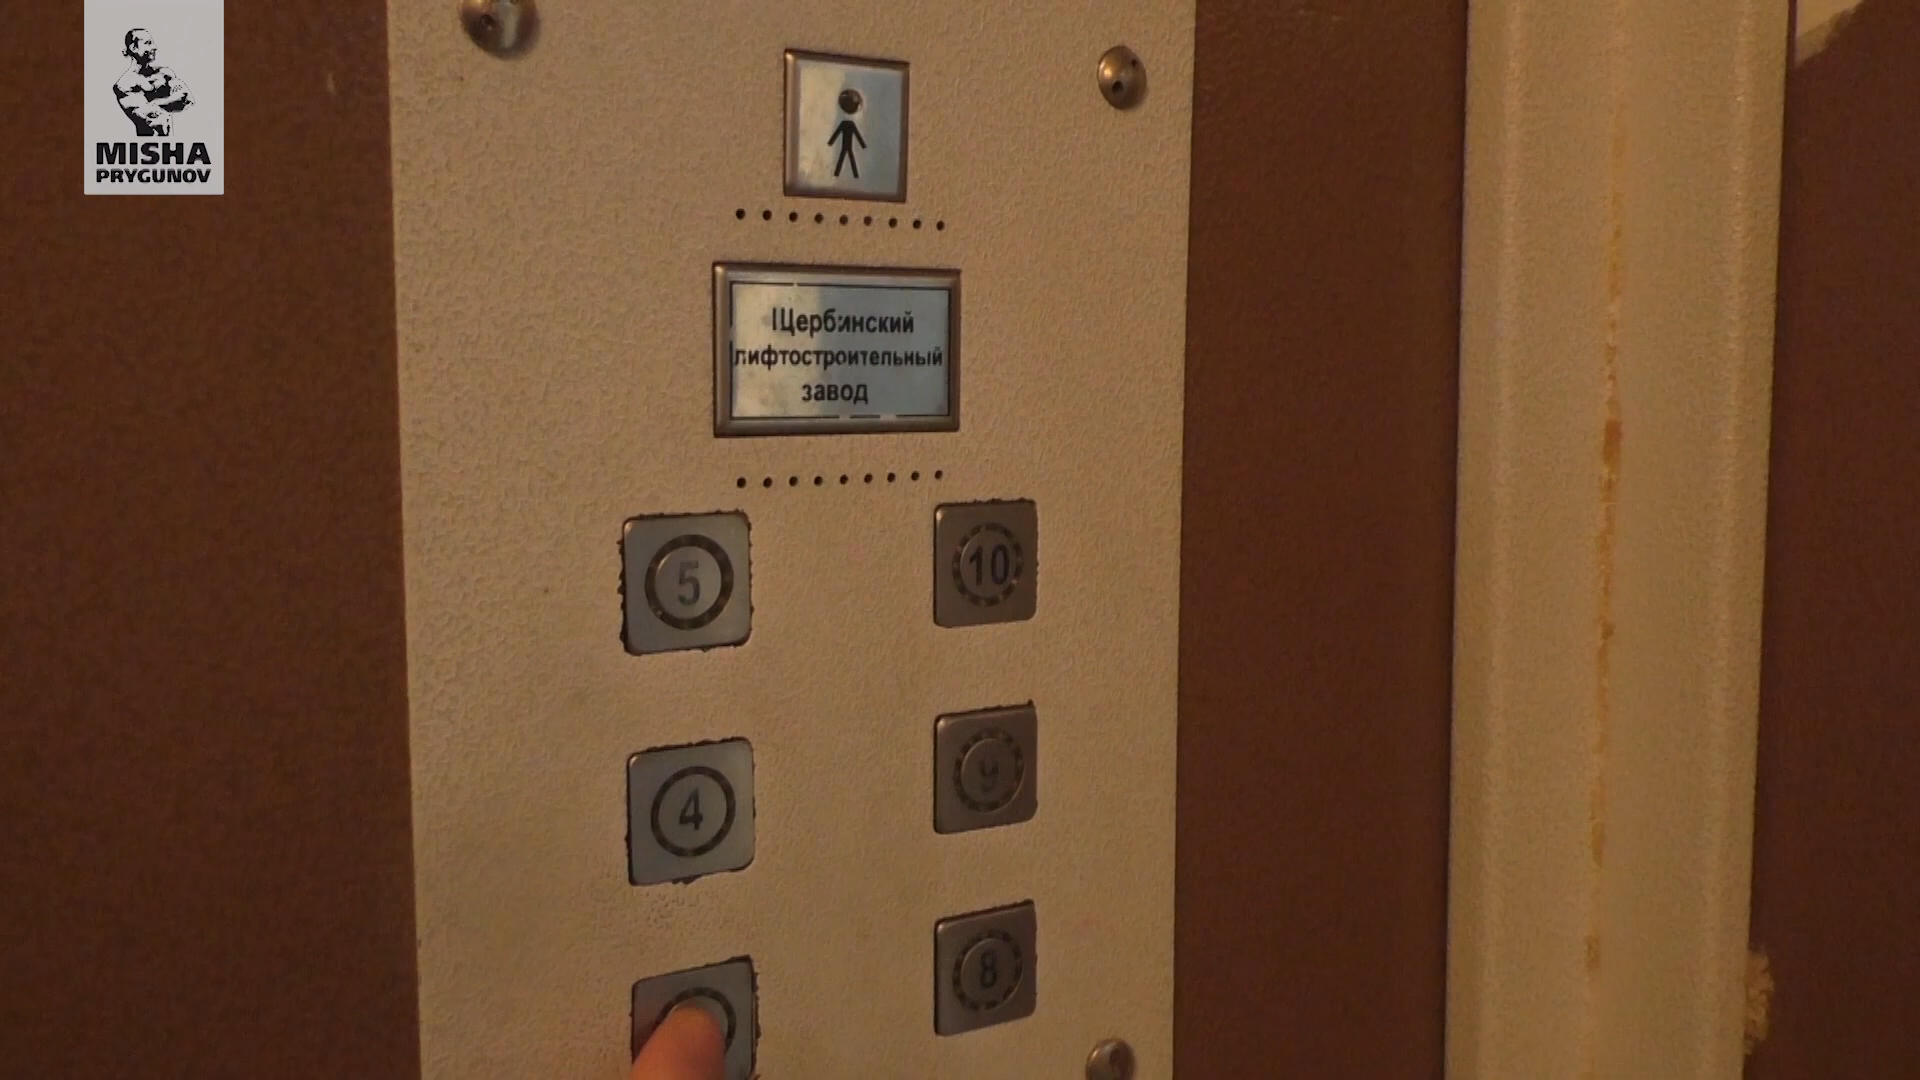 MISHA
PRYGUNOV
Щербинский
лифтостроительный
завод
5
10
4
9
8